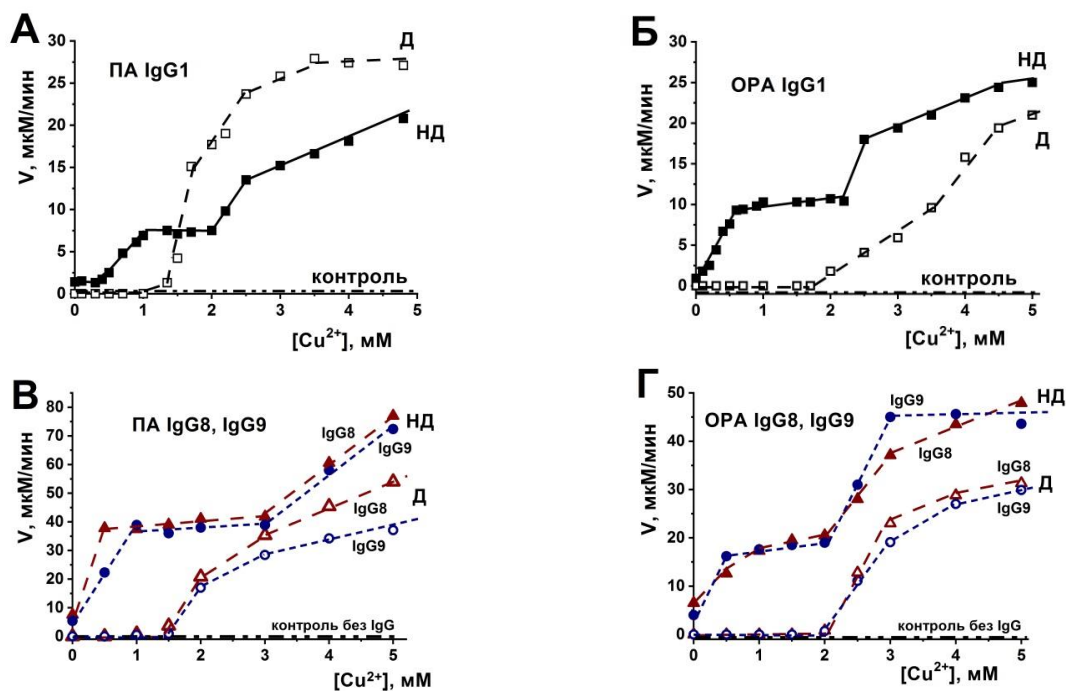 А
V, мкМ/мин
30
25
20
15
10
5
0
ПА IgG1
Д
НД
контроль
0 1 2 3 4 5
[Cu²⁺], мМ
Б
V, мкМ/мин
30
25
20
15
10
5
0
ОРА IgG1
НД
Д
контроль
0 1 2 3 4 5
[Cu²⁺], мМ
В
V, мкМ/мин
80
70
60
50
40
30
20
10
0
ПА IgG8, IgG9
НД
IgG8
IgG9
Д
IgG8
IgG9
контроль без IgG
0 1 2 3 4 5
[Cu²⁺], мМ
Г
V, мкМ/мин
50
40
30
20
10
0
ОРА IgG8, IgG9
IgG9
НД
IgG8
IgG8
Д
IgG9
контроль без IgG
0 1 2 3 4 5
[Cu²⁺], мМ